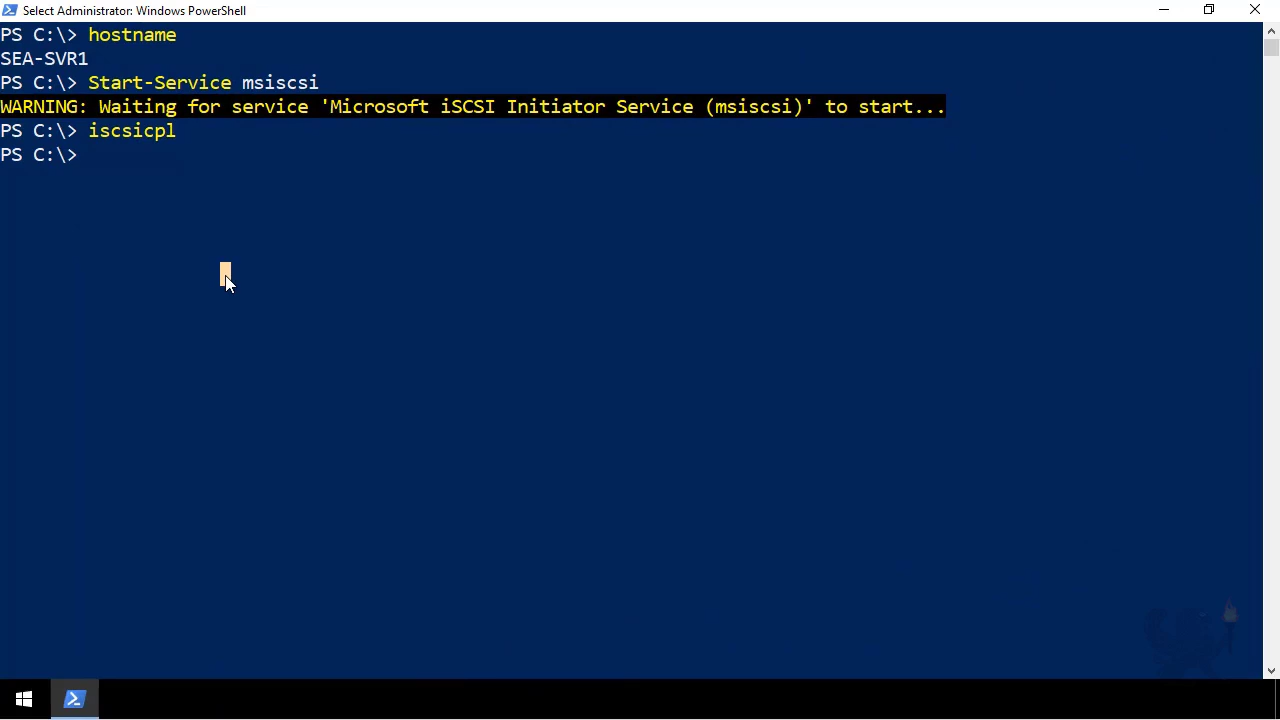 Select Administrator: Windows PowerShell
PS C:\> hostname
SEA-SVR1
PS C:\> Start-Service msiscsi
WARNING: Waiting for service 'Microsoft iSCSI Initiator Service (msiscsi)' to start...
PS C:\> iscsicpl
PS C:\>